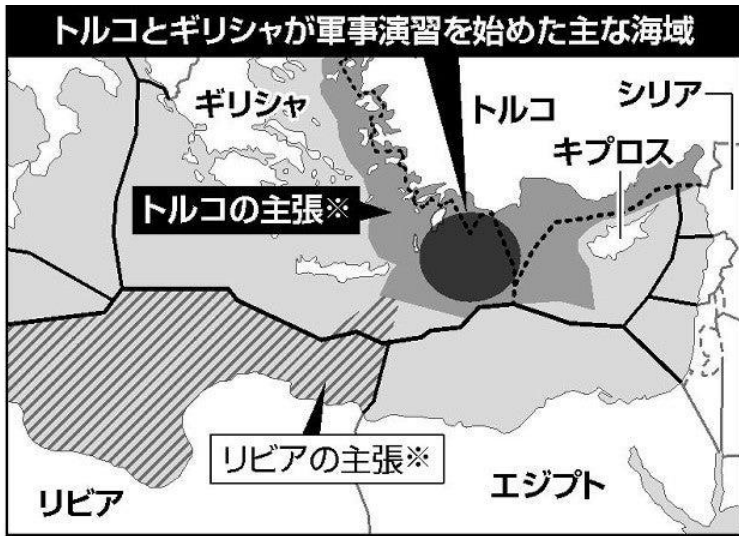 トルコとギリシャが軍事演習を始めた主な海域
ギリシャ
トルコ
シリア
キプロス
トルコの主張※
リビアの主張※
リビア
エジプト